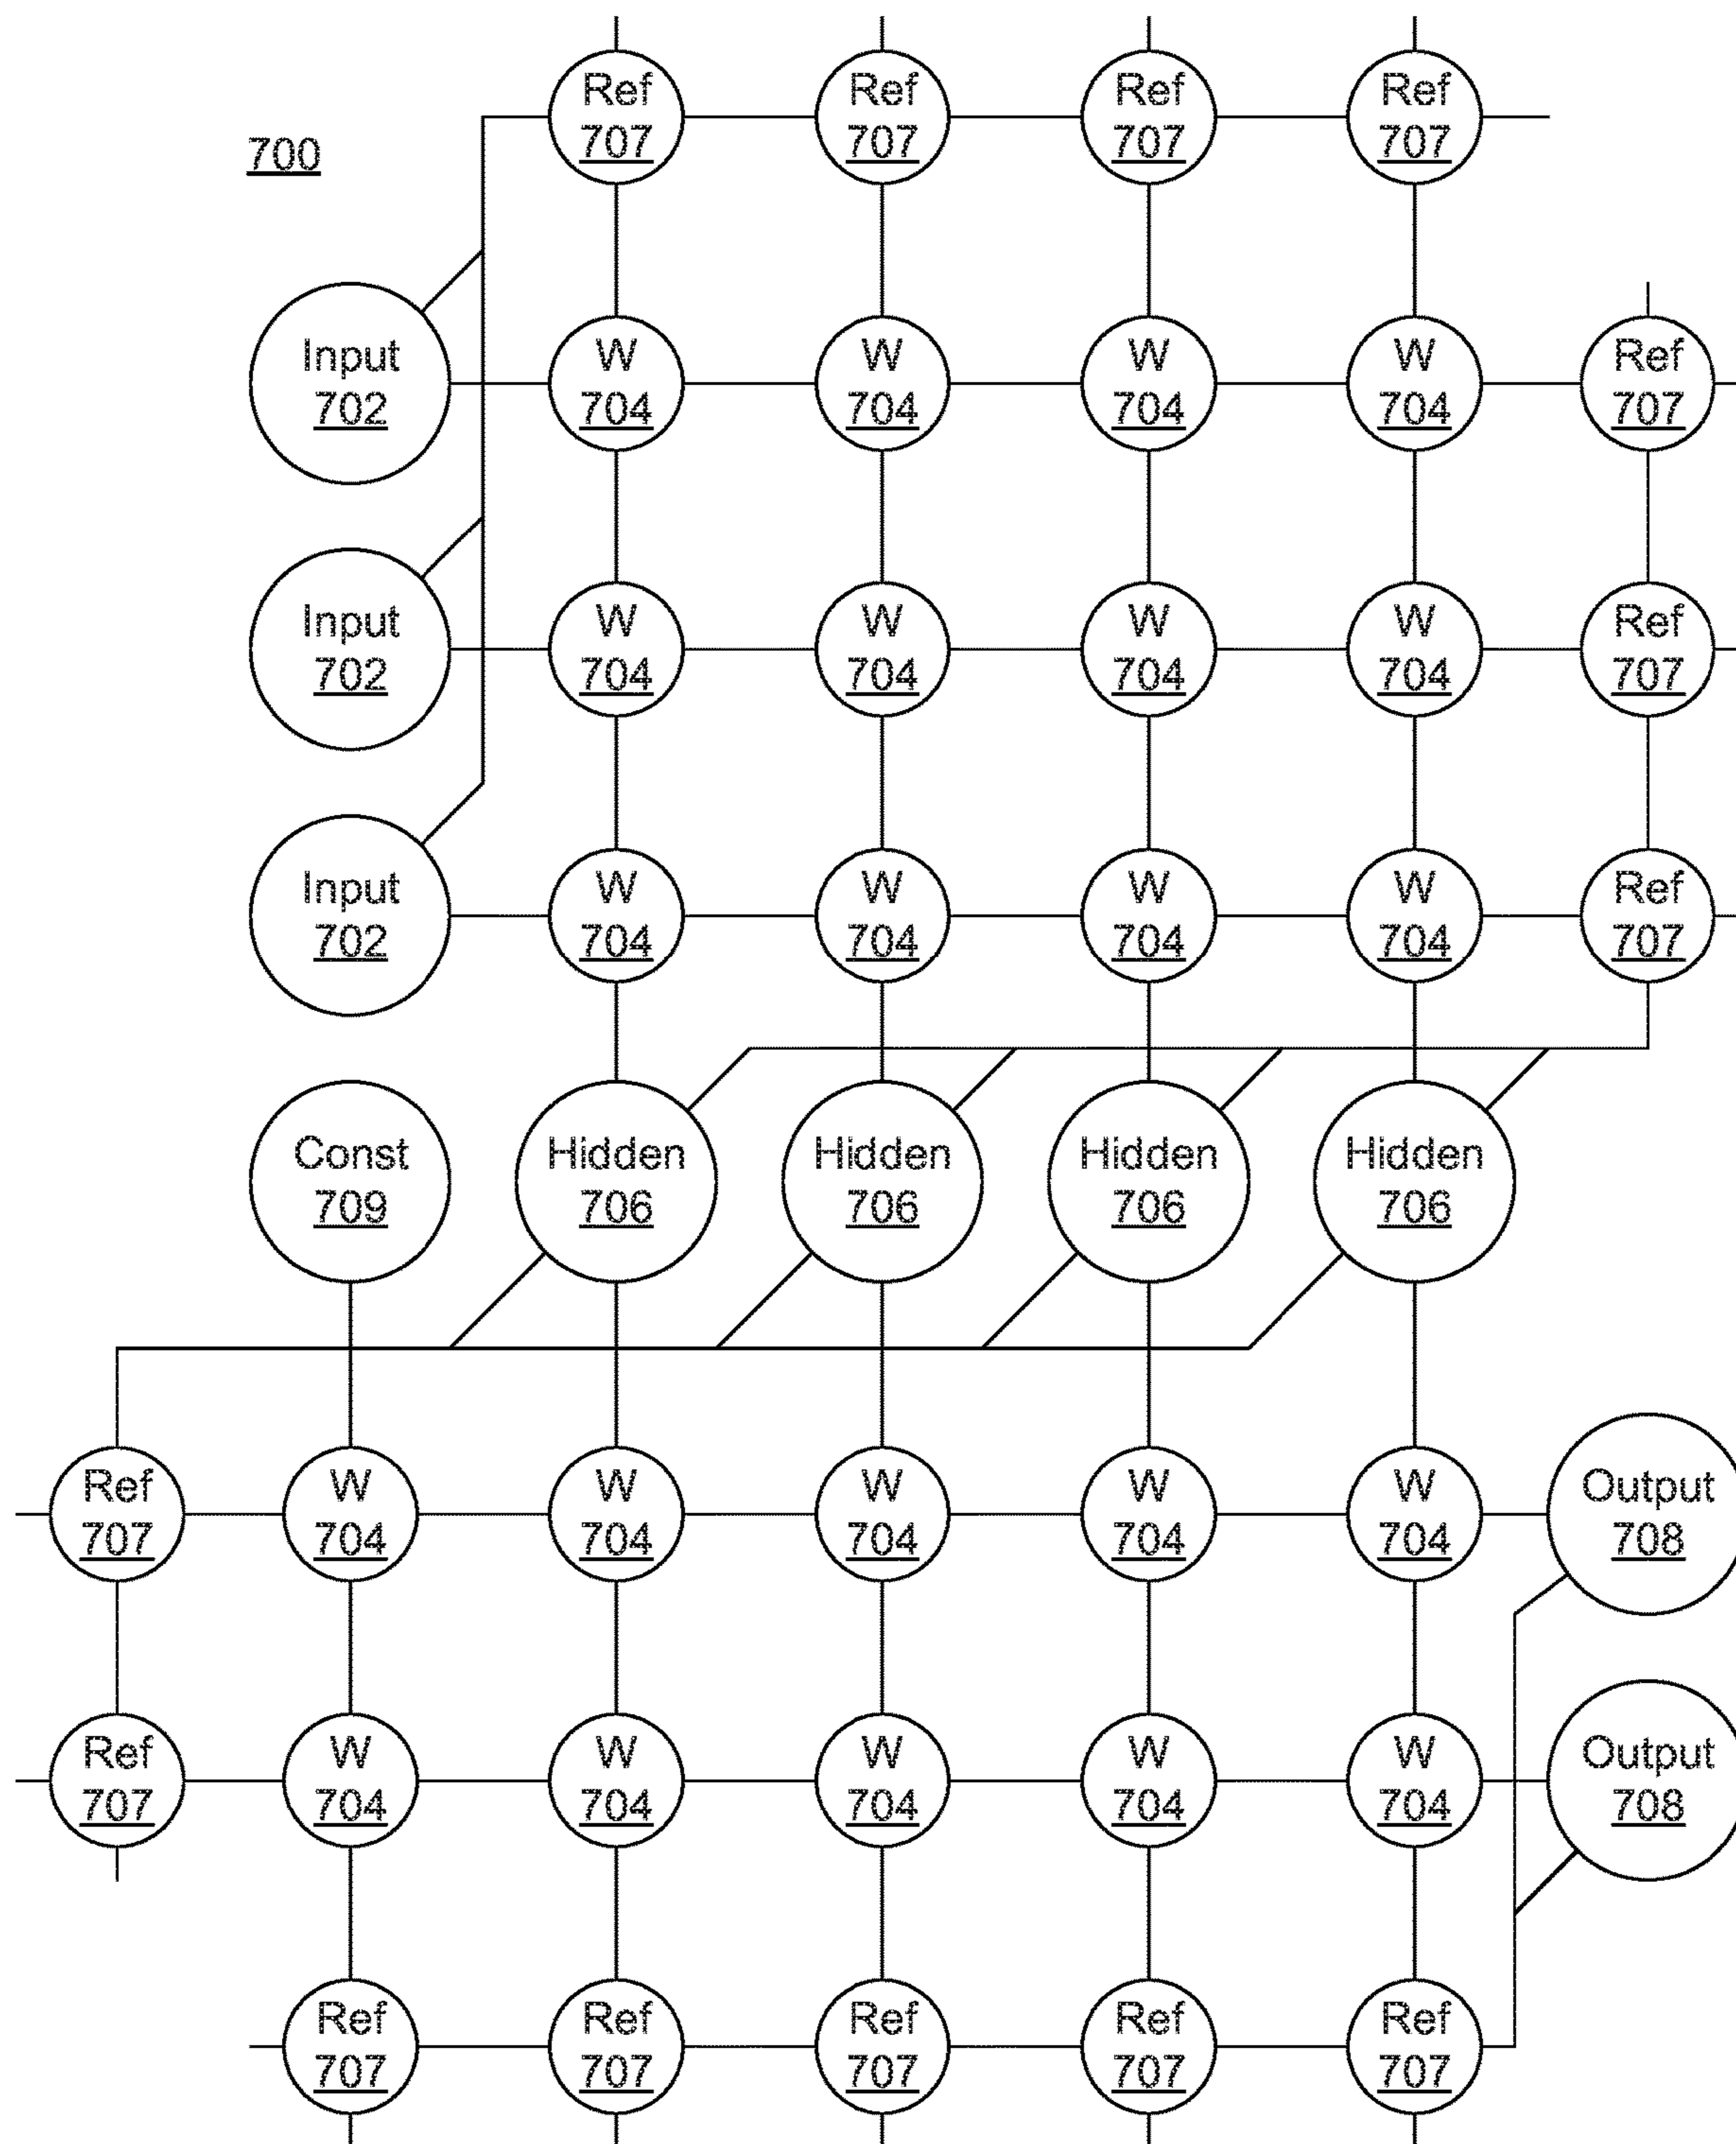 Ref Ref Ref Ref
707 707 707 707
700
Input W W W W Ref
702 704 704 704 704 707
Input W W W W Ref
702 704 704 704 704 707
Input W W W W Ref
702 704 704 704 704 707
Const Hidden Hidden Hidden Hidden
709 706 706 706 706
Ref W W W W W Output
707 704 704 704 704 704 708
Ref W W W W W Output
707 704 704 704 704 704 708
Ref Ref Ref Ref Ref
707 707 707 707 707